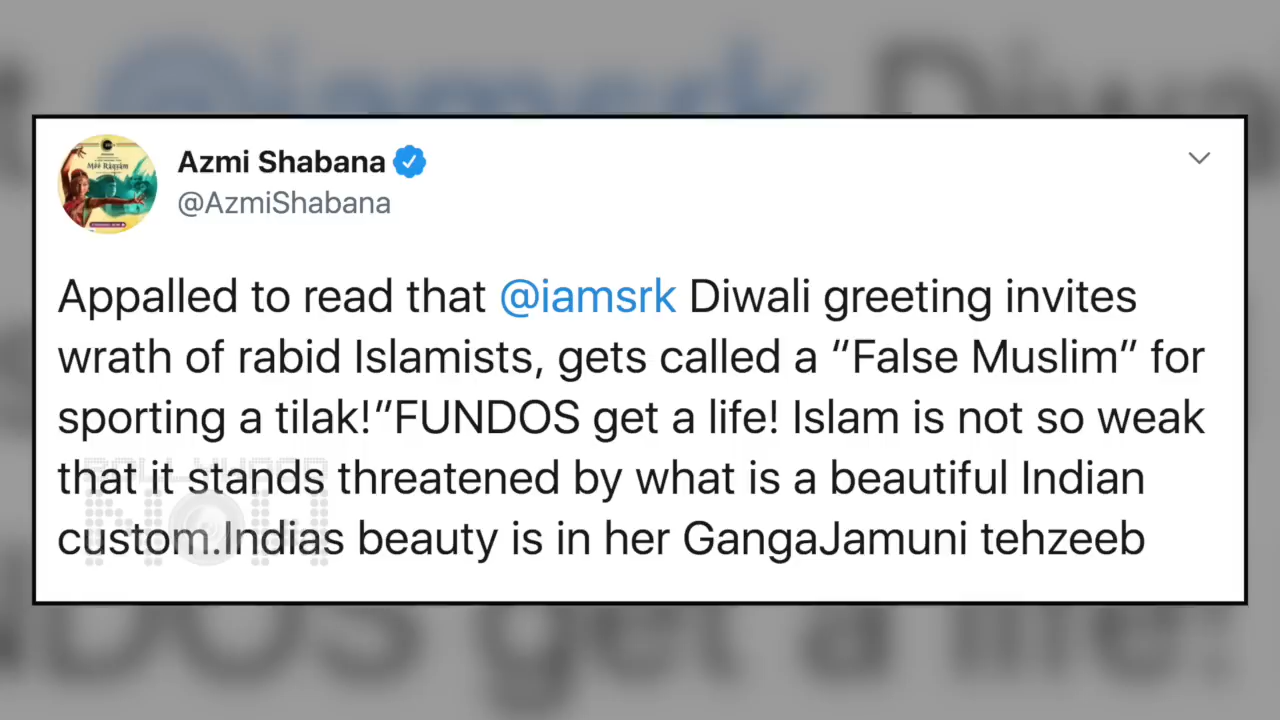 Azmi Shabana
@AzmiShabana
Appalled to read that @iamsrk Diwali greeting invites
wrath of rabid Islamists, gets called a “False Muslim” for
sporting a tilak!”FUNDOS get a life! Islam is not so weak
that it stands threatened by what is a beautiful Indian
custom.Indias beauty is in her GangaJamuni tehzeeb
BOLLYWOOD
NOW